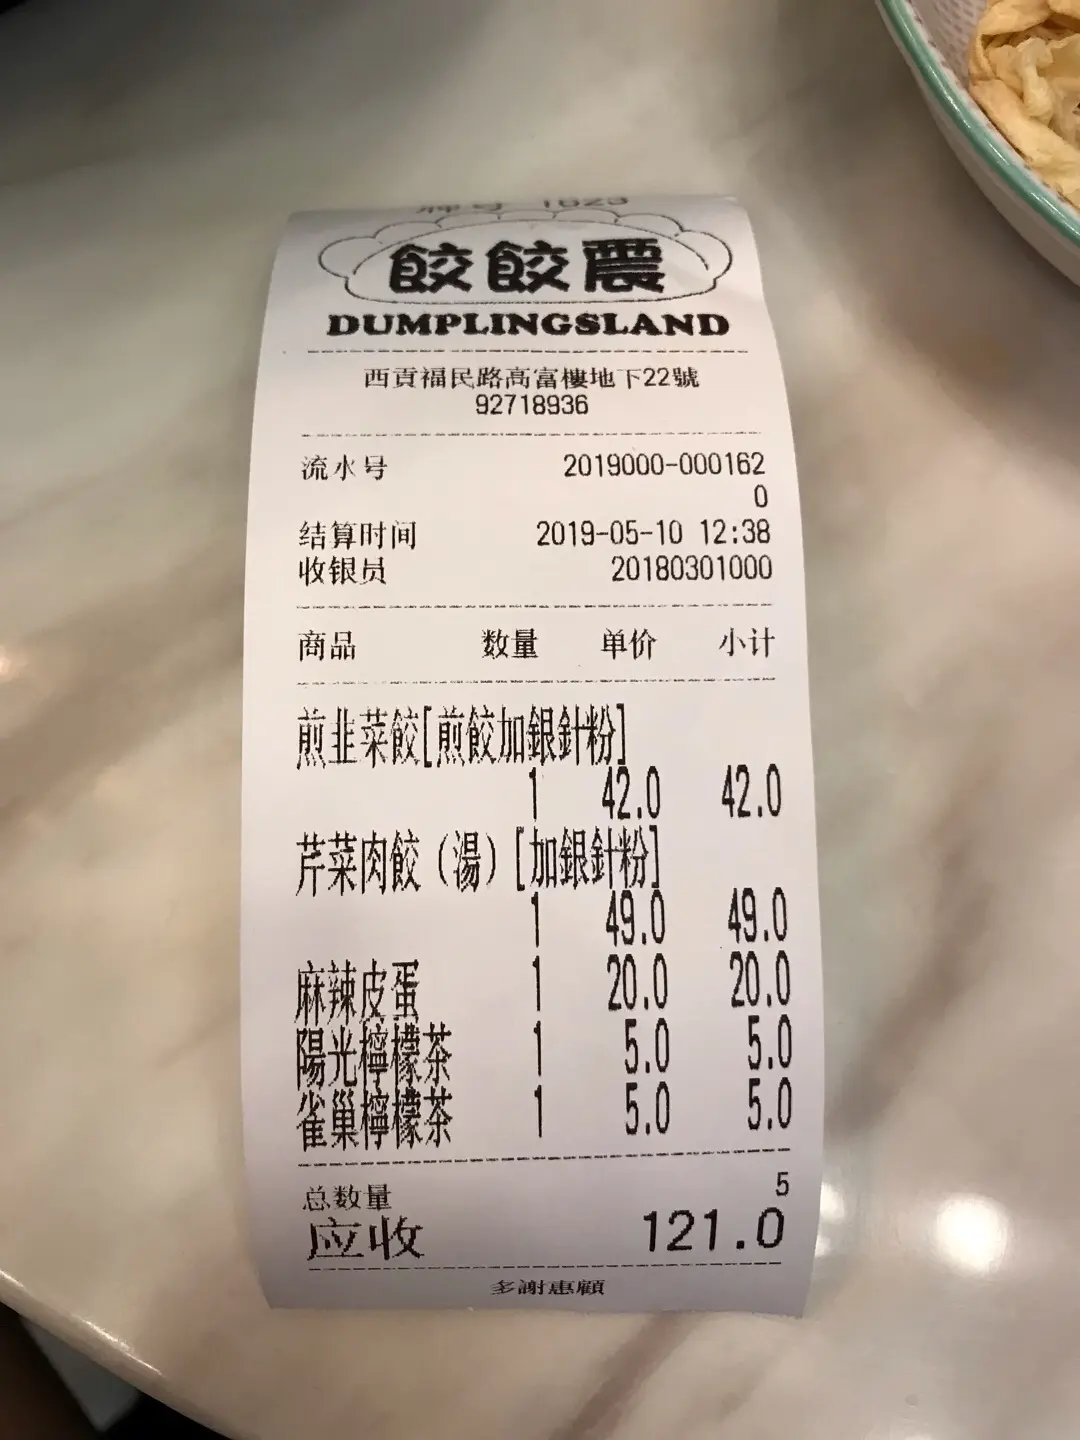 1623
餃餃震
DUMPLINGSLAND
西貢福民路高富樓地下22號
92718936
流水号 2019000-000162
0
结算时间 2019-05-10 12:38
收银员 20180301000
商品 数量 单价 小计
煎韭菜餃[煎餃加銀針粉]
1 42.0 42.0
芹菜肉餃（湯）[加銀針粉]
1 49.0 49.0
麻辣皮蛋 1 20.0 20.0
陽光檸檬茶 1 5.0 5.0
雀巢檸檬茶 1 5.0 5.0
总数量 5
应收 121.0
多謝惠顧